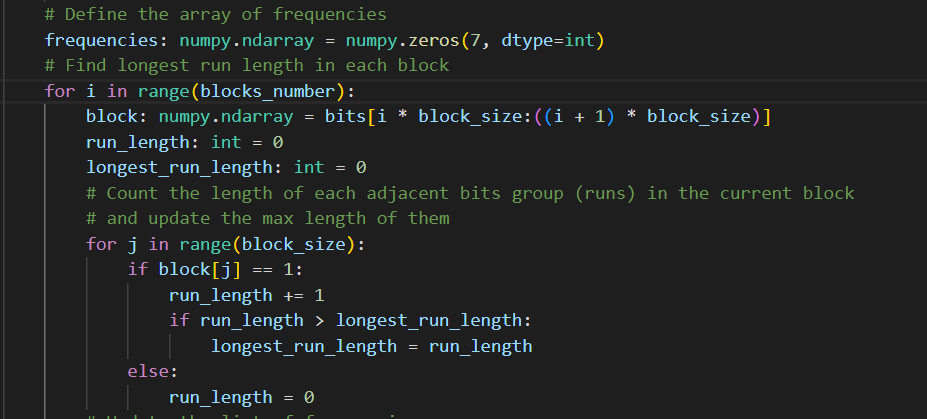 # Define the array of frequencies
frequencies: numpy.ndarray = numpy.zeros(7, dtype=int)
# Find longest run length in each block
for i in range(blocks_number):
    block: numpy.ndarray = bits[i * block_size:((i + 1) * block_size)]
    run_length: int = 0
    longest_run_length: int = 0
    # Count the length of each adjacent bits group (runs) in the current block
    # and update the max length of them
    for j in range(block_size):
        if block[j] == 1:
            run_length += 1
            if run_length > longest_run_length:
                longest_run_length = run_length
        else:
            run_length = 0